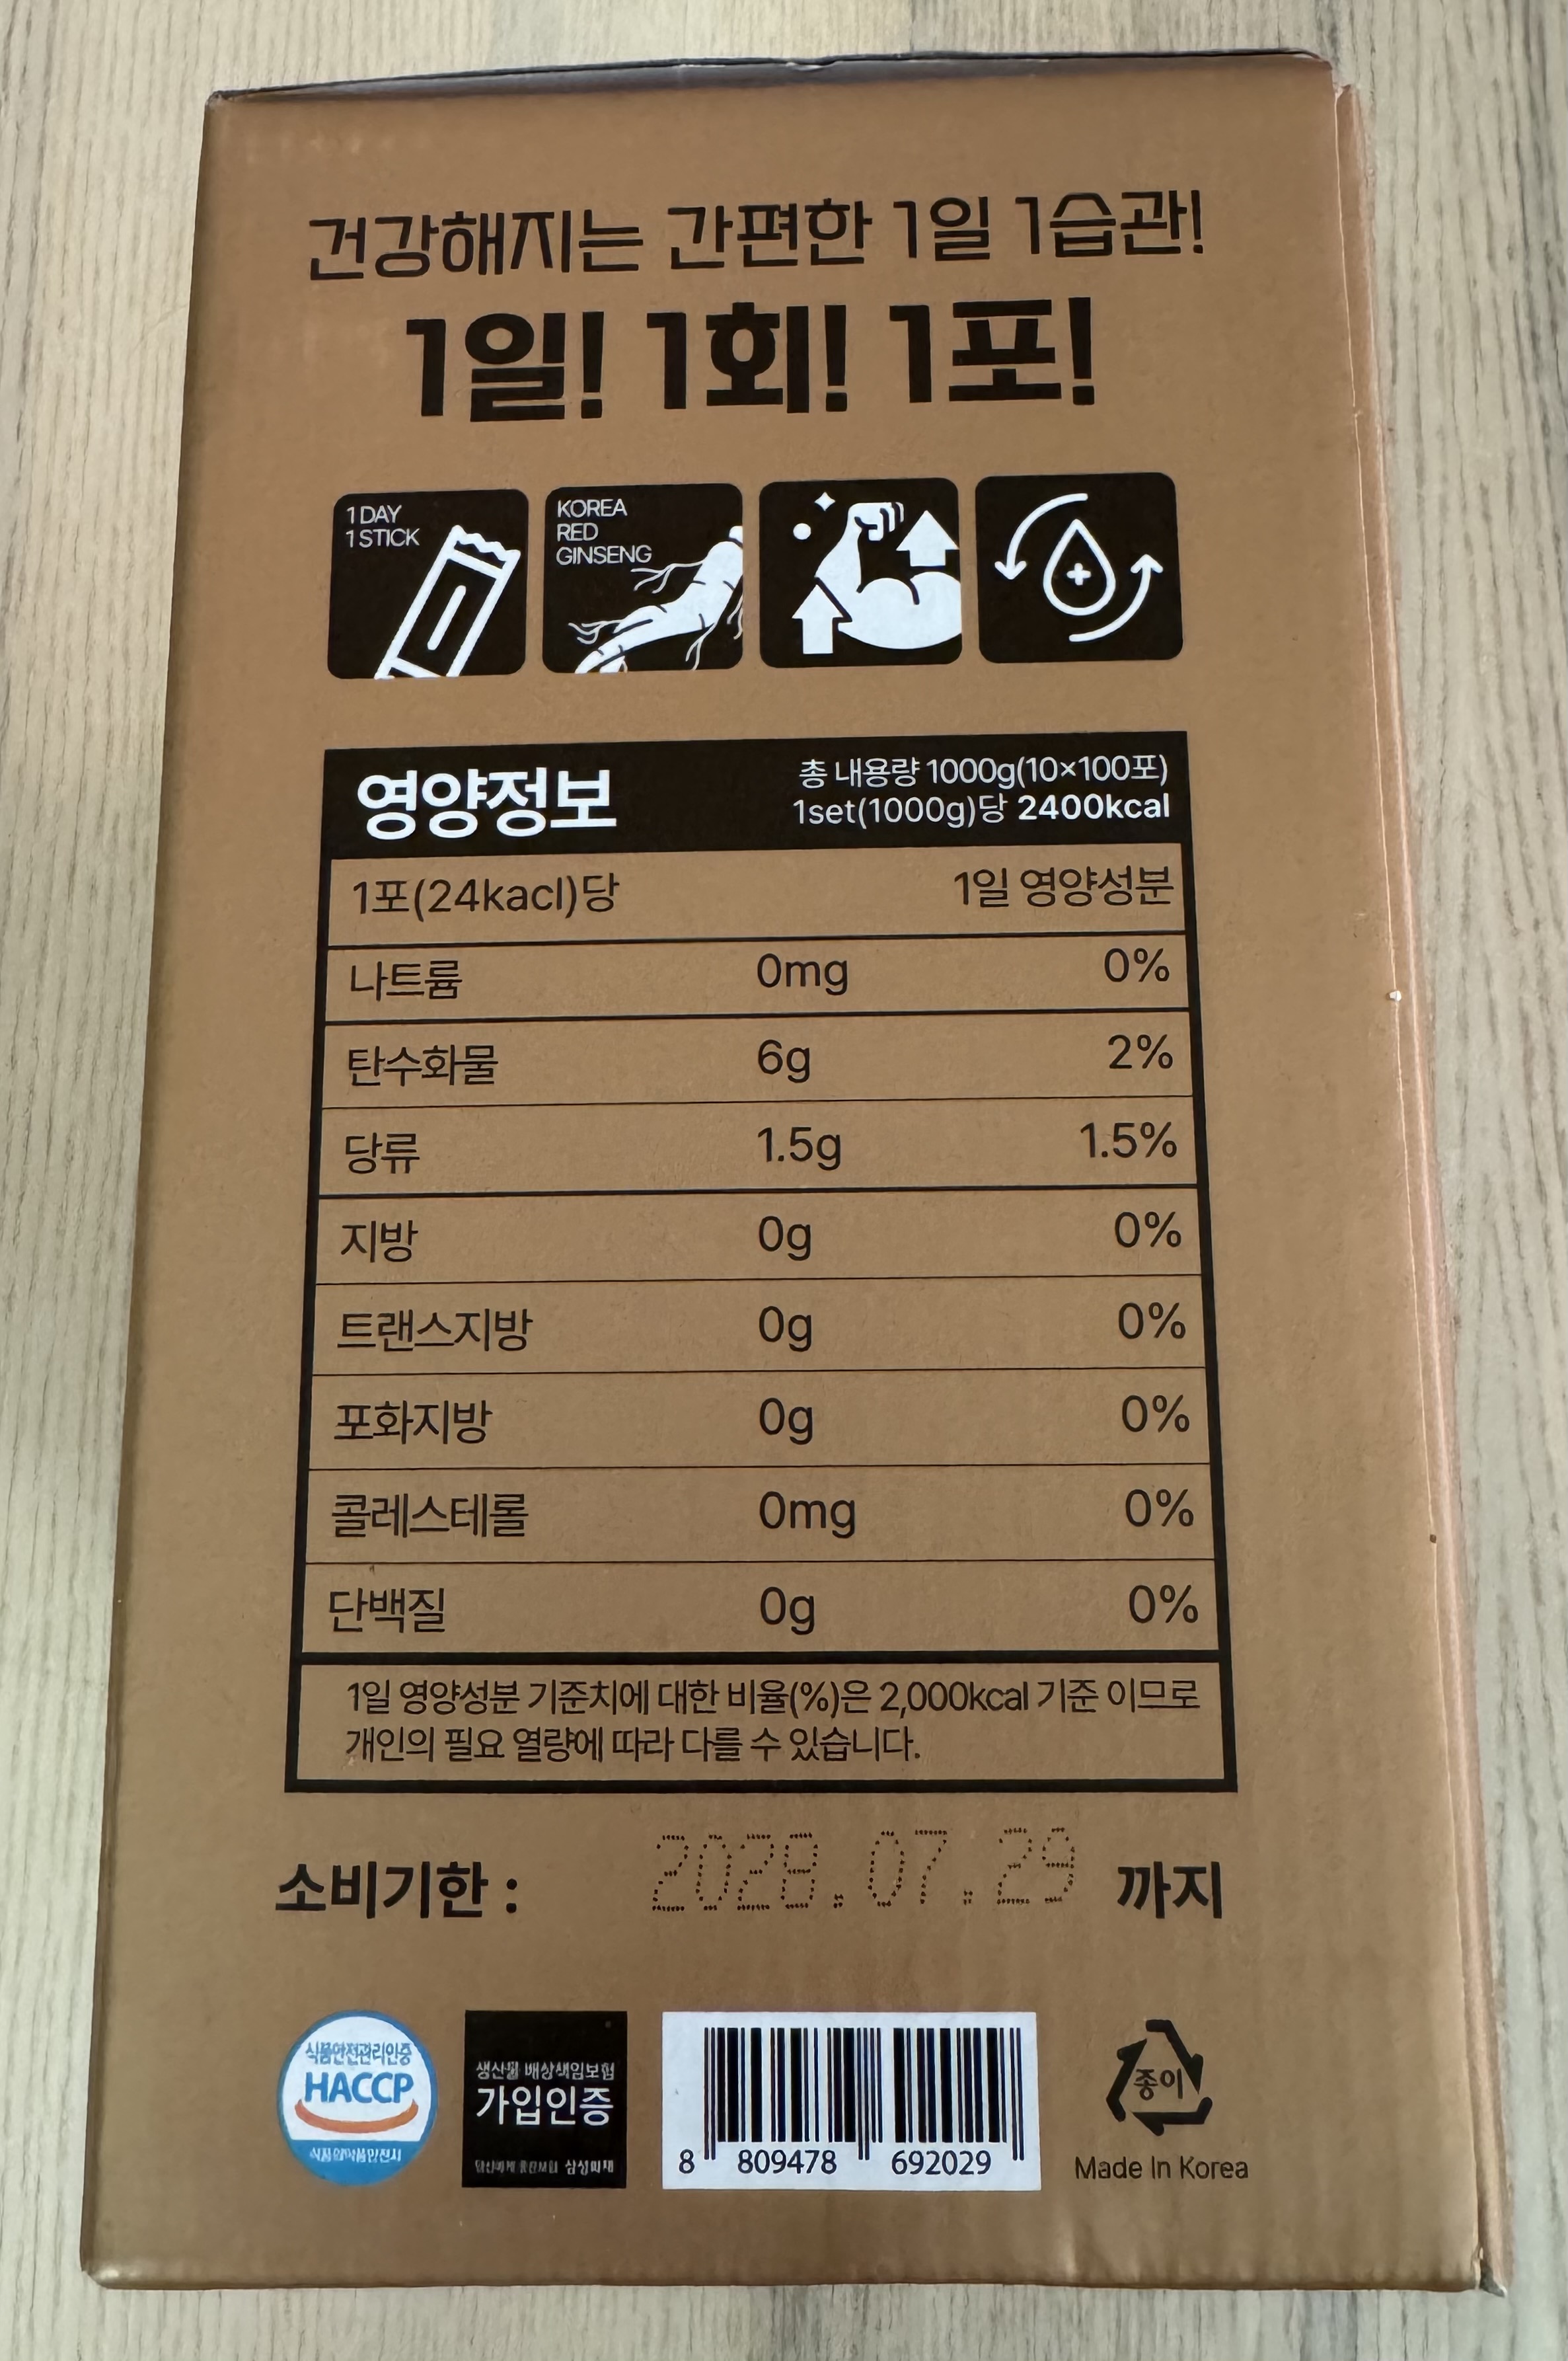 건강해지는 간편한 1일 1습관!
1일! 1회! 1포!
1 DAY
1 STICK
KOREA
RED
GINSENG
영양정보
총 내용량 1000g(10×100포)
1set(1000g)당 2400kcal
1포(24kacl)당 1일 영양성분
나트륨 0mg 0%
탄수화물 6g 2%
당류 1.5g 1.5%
지방 0g 0%
트랜스지방 0g 0%
포화지방 0g 0%
콜레스테롤 0mg 0%
단백질 0g 0%
1일 영양성분 기준치에 대한 비율(%)은 2,000kcal 기준 이므로
개인의 필요 열량에 따라 다를 수 있습니다.
소비기한 : 2028.07.29 까지
식품안전관리인증
HACCP
생산물 배상책임보험
가입인증
삼성화재
8 809478 692029
종이
Made In Korea